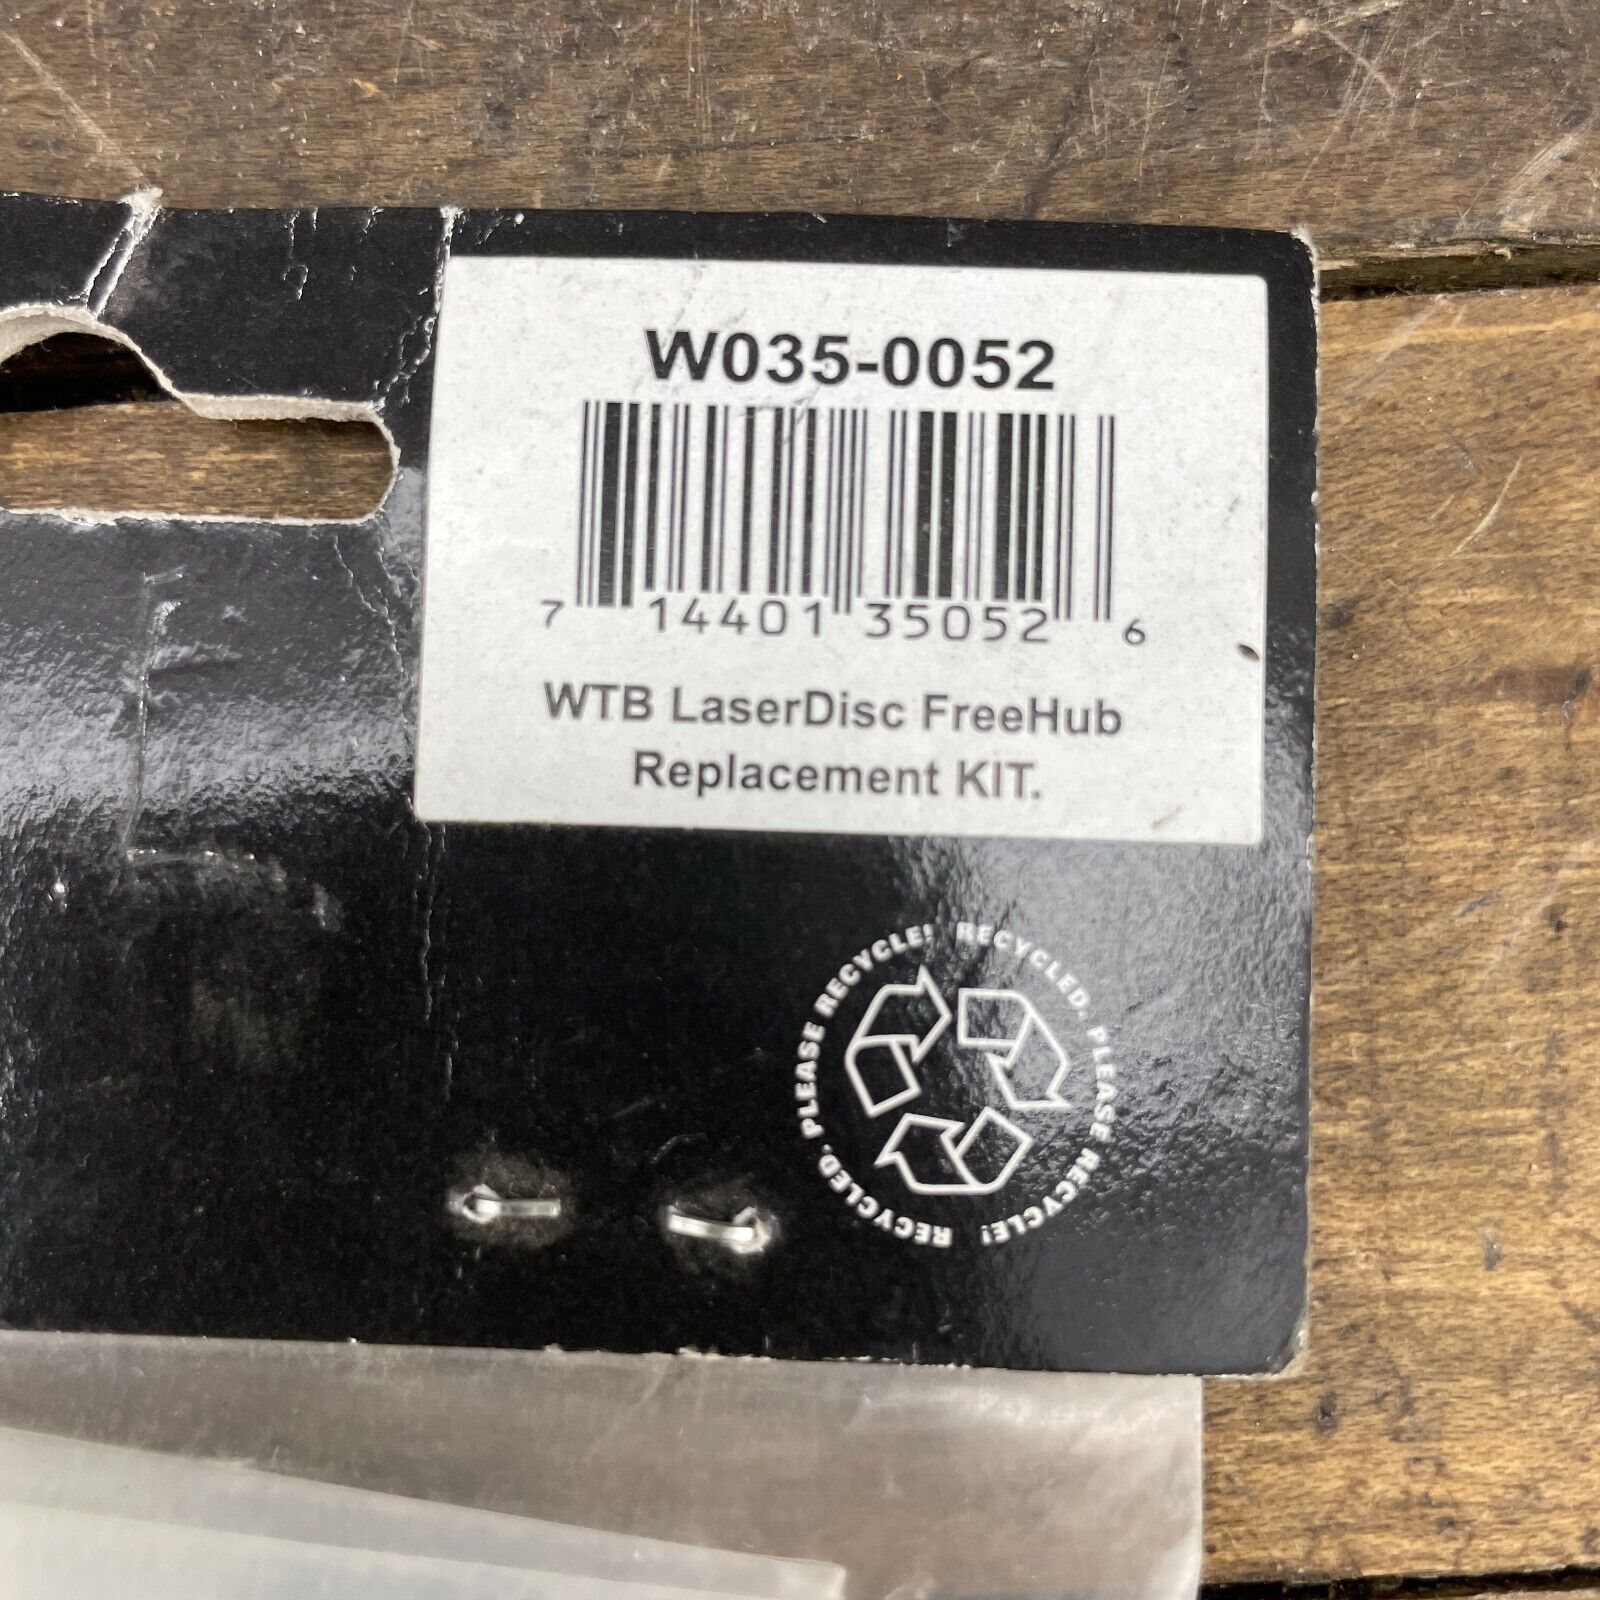 W035-0052
7 14401 35052 6
WTB LaserDisc FreeHub
Replacement KIT.
RECYCLED. PLEASE RECYCLE! RECYCLED. PLEASE RECYCLE!